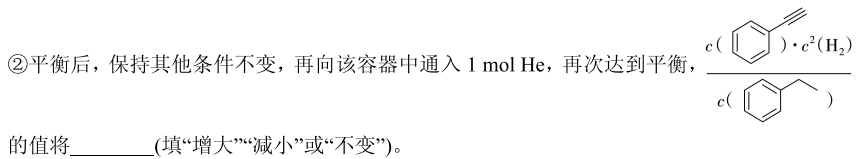 ②平衡后，保持其他条件不变，再向该容器中通入 1 mol He，再次达到平衡，c( )·c²(H₂)
c( )
的值将________(填“增大”“减小”或“不变”)。